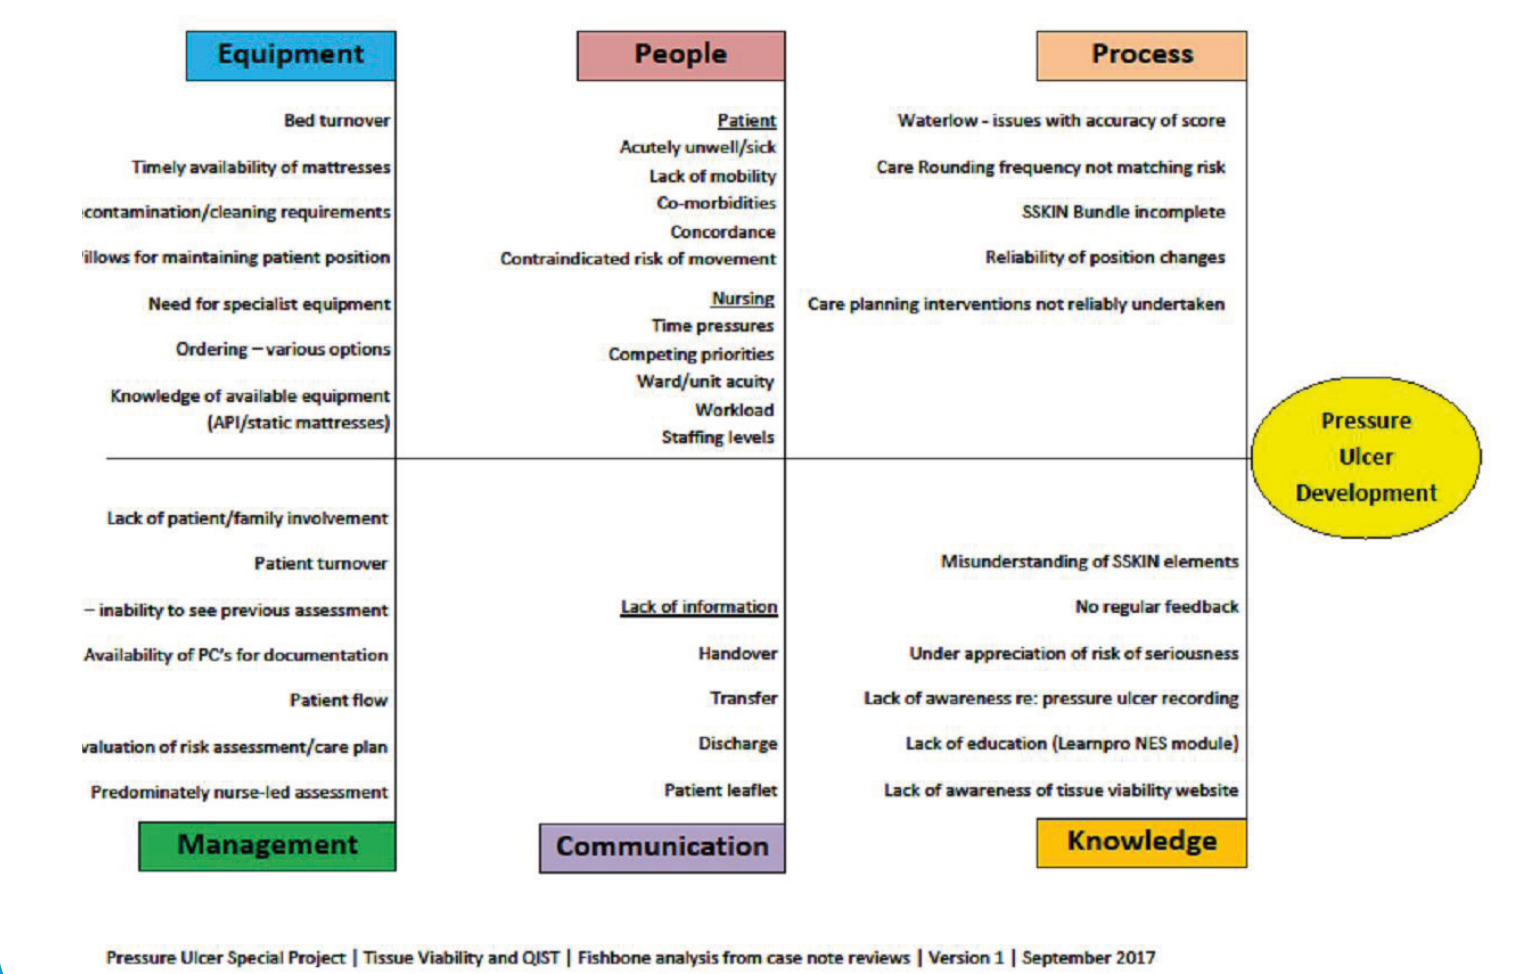 Equipment
Bed turnover
Timely availability of mattresses
contamination/cleaning requirements
illows for maintaining patient position
Need for specialist equipment
Ordering – various options
Knowledge of available equipment
(API/static mattresses)
People
Patient
Acutely unwell/sick
Lack of mobility
Co-morbidities
Concordance
Contraindicated risk of movement
Nursing
Time pressures
Competing priorities
Ward/unit acuity
Workload
Staffing levels
Process
Waterlow - issues with accuracy of score
Care Rounding frequency not matching risk
SSKIN Bundle incomplete
Reliability of position changes
Care planning interventions not reliably undertaken
Pressure
Ulcer
Development
Lack of patient/family involvement
Patient turnover
– inability to see previous assessment
Availability of PC's for documentation
Patient flow
valuation of risk assessment/care plan
Predominately nurse-led assessment
Management
Lack of information
Handover
Transfer
Discharge
Patient leaflet
Communication
Misunderstanding of SSKIN elements
No regular feedback
Under appreciation of risk of seriousness
Lack of awareness re: pressure ulcer recording
Lack of education (Learnpro NES module)
Lack of awareness of tissue viability website
Knowledge
Pressure Ulcer Special Project | Tissue Viability and QIST | Fishbone analysis from case note reviews | Version 1 | September 2017